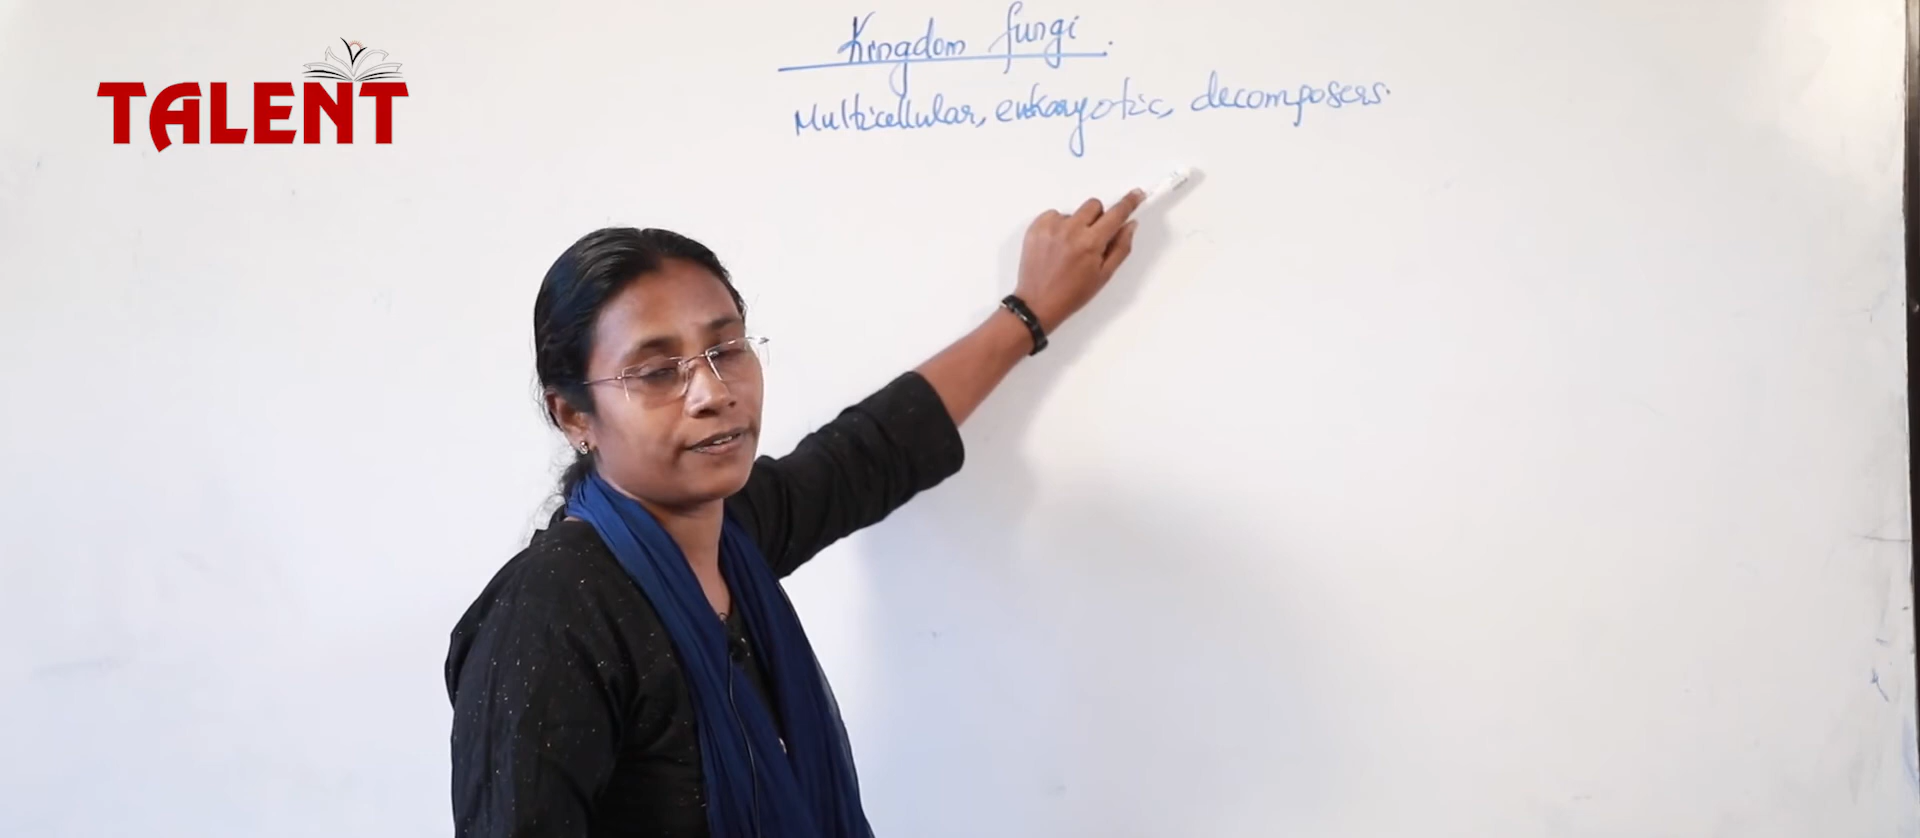 TALENT
Kingdom fungi.
Multicellular, eukaryotic, decomposers.